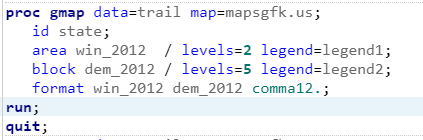 proc gmap data=trail map=mapsgfk.us;
id state;
area win_2012 / levels=2 legend=legend1;
block dem_2012 / levels=5 legend=legend2;
format win_2012 dem_2012 comma12.;
run;
quit;